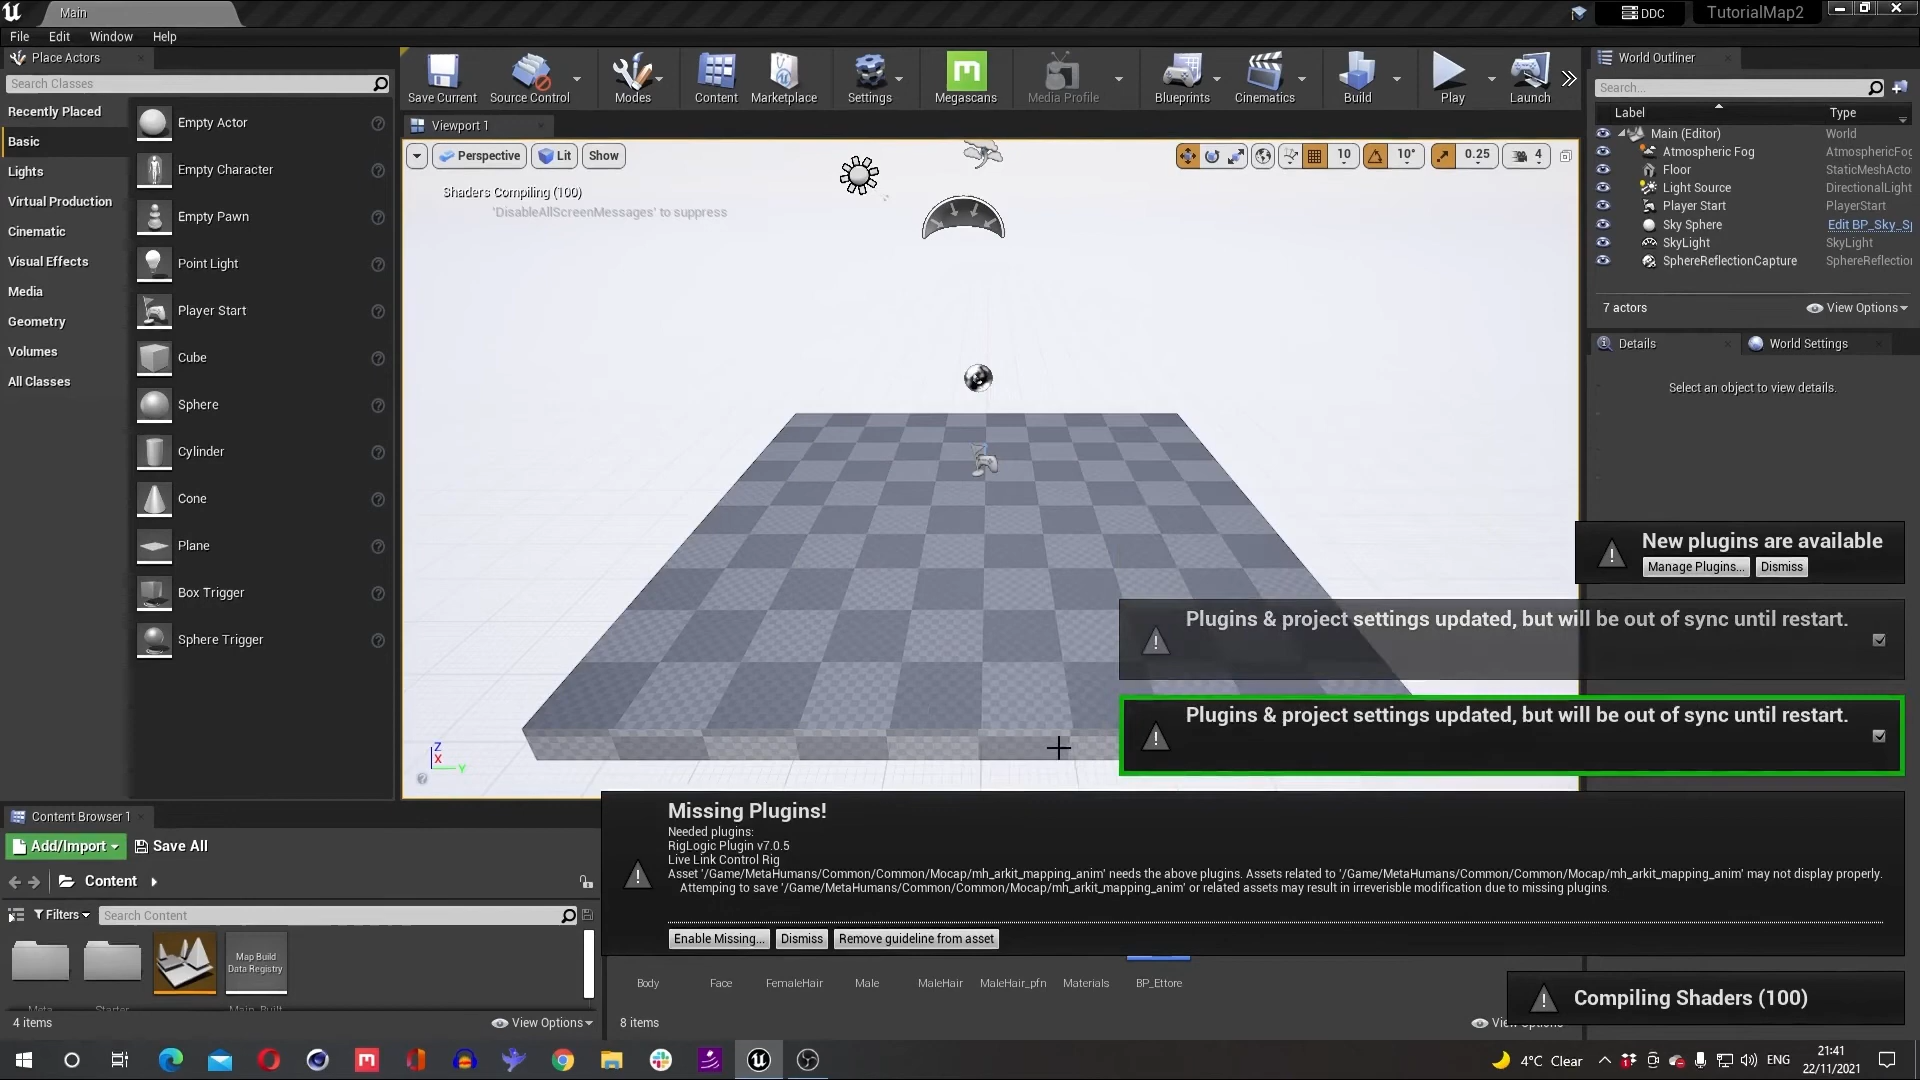 Main
DDC
TutorialMap2
File
Edit
Window
Help
Place Actors
Search Classes
Recently Placed
Basic
Lights
Virtual Production
Cinematic
Visual Effects
Media
Geometry
Volumes
All Classes
Empty Actor
Empty Character
Empty Pawn
Point Light
Player Start
Cube
Sphere
Cylinder
Cone
Plane
Box Trigger
Sphere Trigger
Save Current
Source Control
Modes
Content
Marketplace
Settings
Megascans
Media Profile
Blueprints
Cinematics
Build
Play
Launch
Viewport 1
Perspective
Lit
Show
10
10°
0.25
4
Shaders Compiling (100)
'DisableAllScreenMessages' to suppress
Z
X
Y
World Outliner
Search...
Label
Type
Main (Editor)
World
Atmospheric Fog
AtmosphericFog
Floor
StaticMeshActo
Light Source
DirectionalLight
Player Start
PlayerStart
Sky Sphere
Edit BP_Sky_S
SkyLight
SkyLight
SphereReflectionCapture
SphereReflectio
7 actors
View Options
Details
World Settings
Select an object to view details.
New plugins are available
Manage Plugins...
Dismiss
Plugins & project settings updated, but will be out of sync until restart.
Plugins & project settings updated, but will be out of sync until restart.
Missing Plugins!
Needed plugins:
RigLogic Plugin v7.0.5
Live Link Control Rig
Asset '/Game/MetaHumans/Common/Common/Mocap/mh_arkit_mapping_anim' needs the above plugins. Assets related to '/Game/MetaHumans/Common/Common/Mocap/mh_arkit_mapping_anim' may not display properly.
Attempting to save '/Game/MetaHumans/Common/Common/Mocap/mh_arkit_mapping_anim' or related assets may result in irreverisble modification due to missing plugins.
Enable Missing...
Dismiss
Remove guideline from asset
Content Browser 1
Add/Import
Save All
Content
Filters
Search Content
Map Build
Data Registry
Meta
Starter
Main_Built
4 items
View Options
Body
Face
FemaleHair
Male
MaleHair
MaleHair_pfn
Materials
BP_Ettore
8 items
Compiling Shaders (100)
4°C Clear
ENG
21:41
22/11/2021